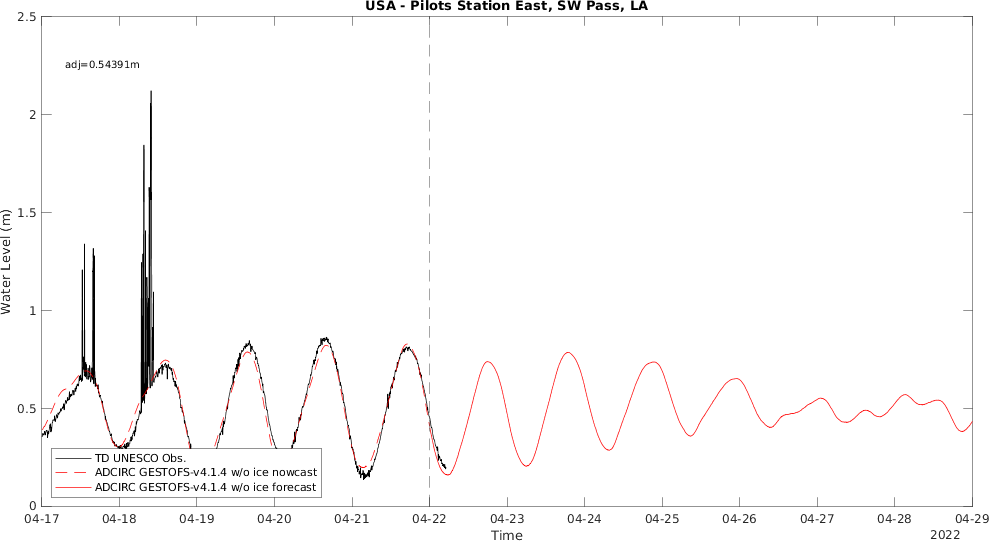 USA - Pilots Station East, SW Pass, LA
2.5
adj=0.54391m
2
1.5
Water Level (m)
1
0.5
TD UNESCO Obs.
ADCIRC GESTOFS-v4.1.4 w/o ice nowcast
ADCIRC GESTOFS-v4.1.4 w/o ice forecast
0
04-17 04-18 04-19 04-20 04-21 04-22 04-23 04-24 04-25 04-26 04-27 04-28 04-29
Time
2022